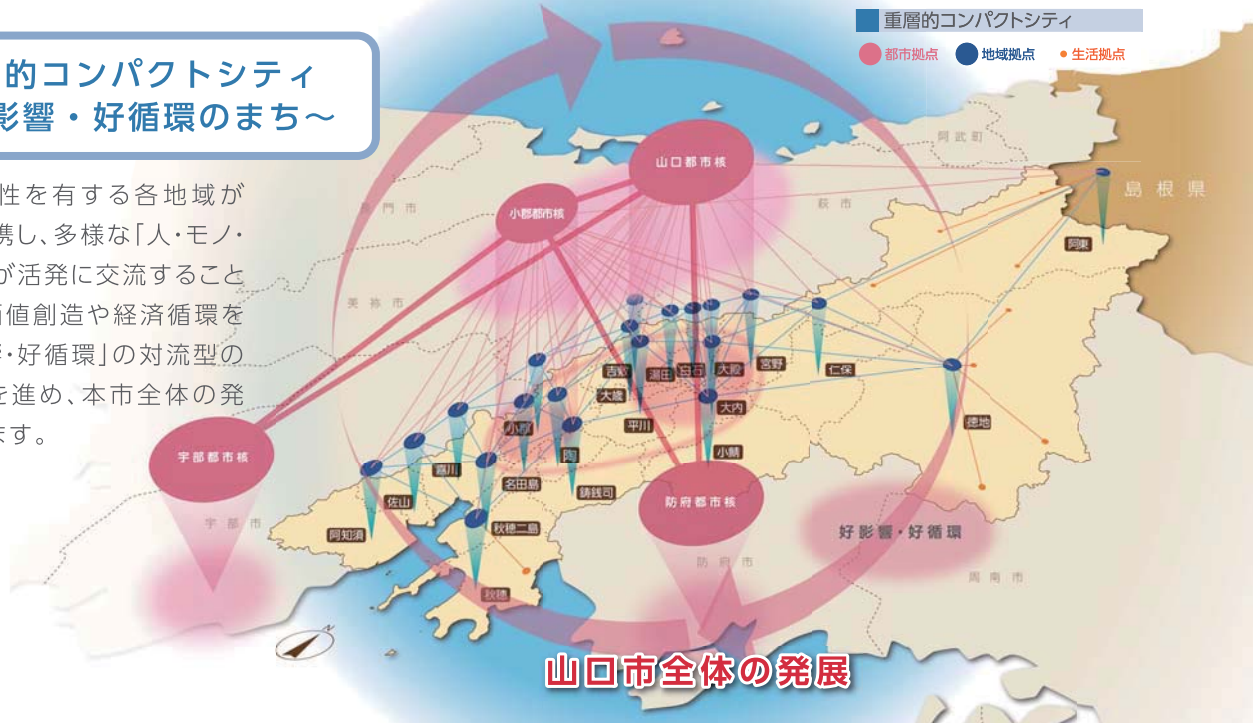 重層的コンパクトシティ
都市拠点
地域拠点
生活拠点
的コンパクトシティ
影響・好循環のまち～
性を有する各地域が
携し、多様な「人・モノ・
が活発に交流すること
価値創造や経済循環を
響・好循環」の対流型の
を進め、本市全体の発
ます。
山口都市核
小郡都市核
宇部都市核
防府都市核
阿武町
島根県
萩市
長門市
美祢市
宇部市
防府市
周南市
阿東
吉敷
湯田
白石
大殿
宮野
仁保
大歳
平川
大内
小鯖
徳地
小郡
陶
嘉川
名田島
鋳銭司
佐山
阿知須
秋穂二島
秋穂
好影響・好循環
N
山口市全体の発展